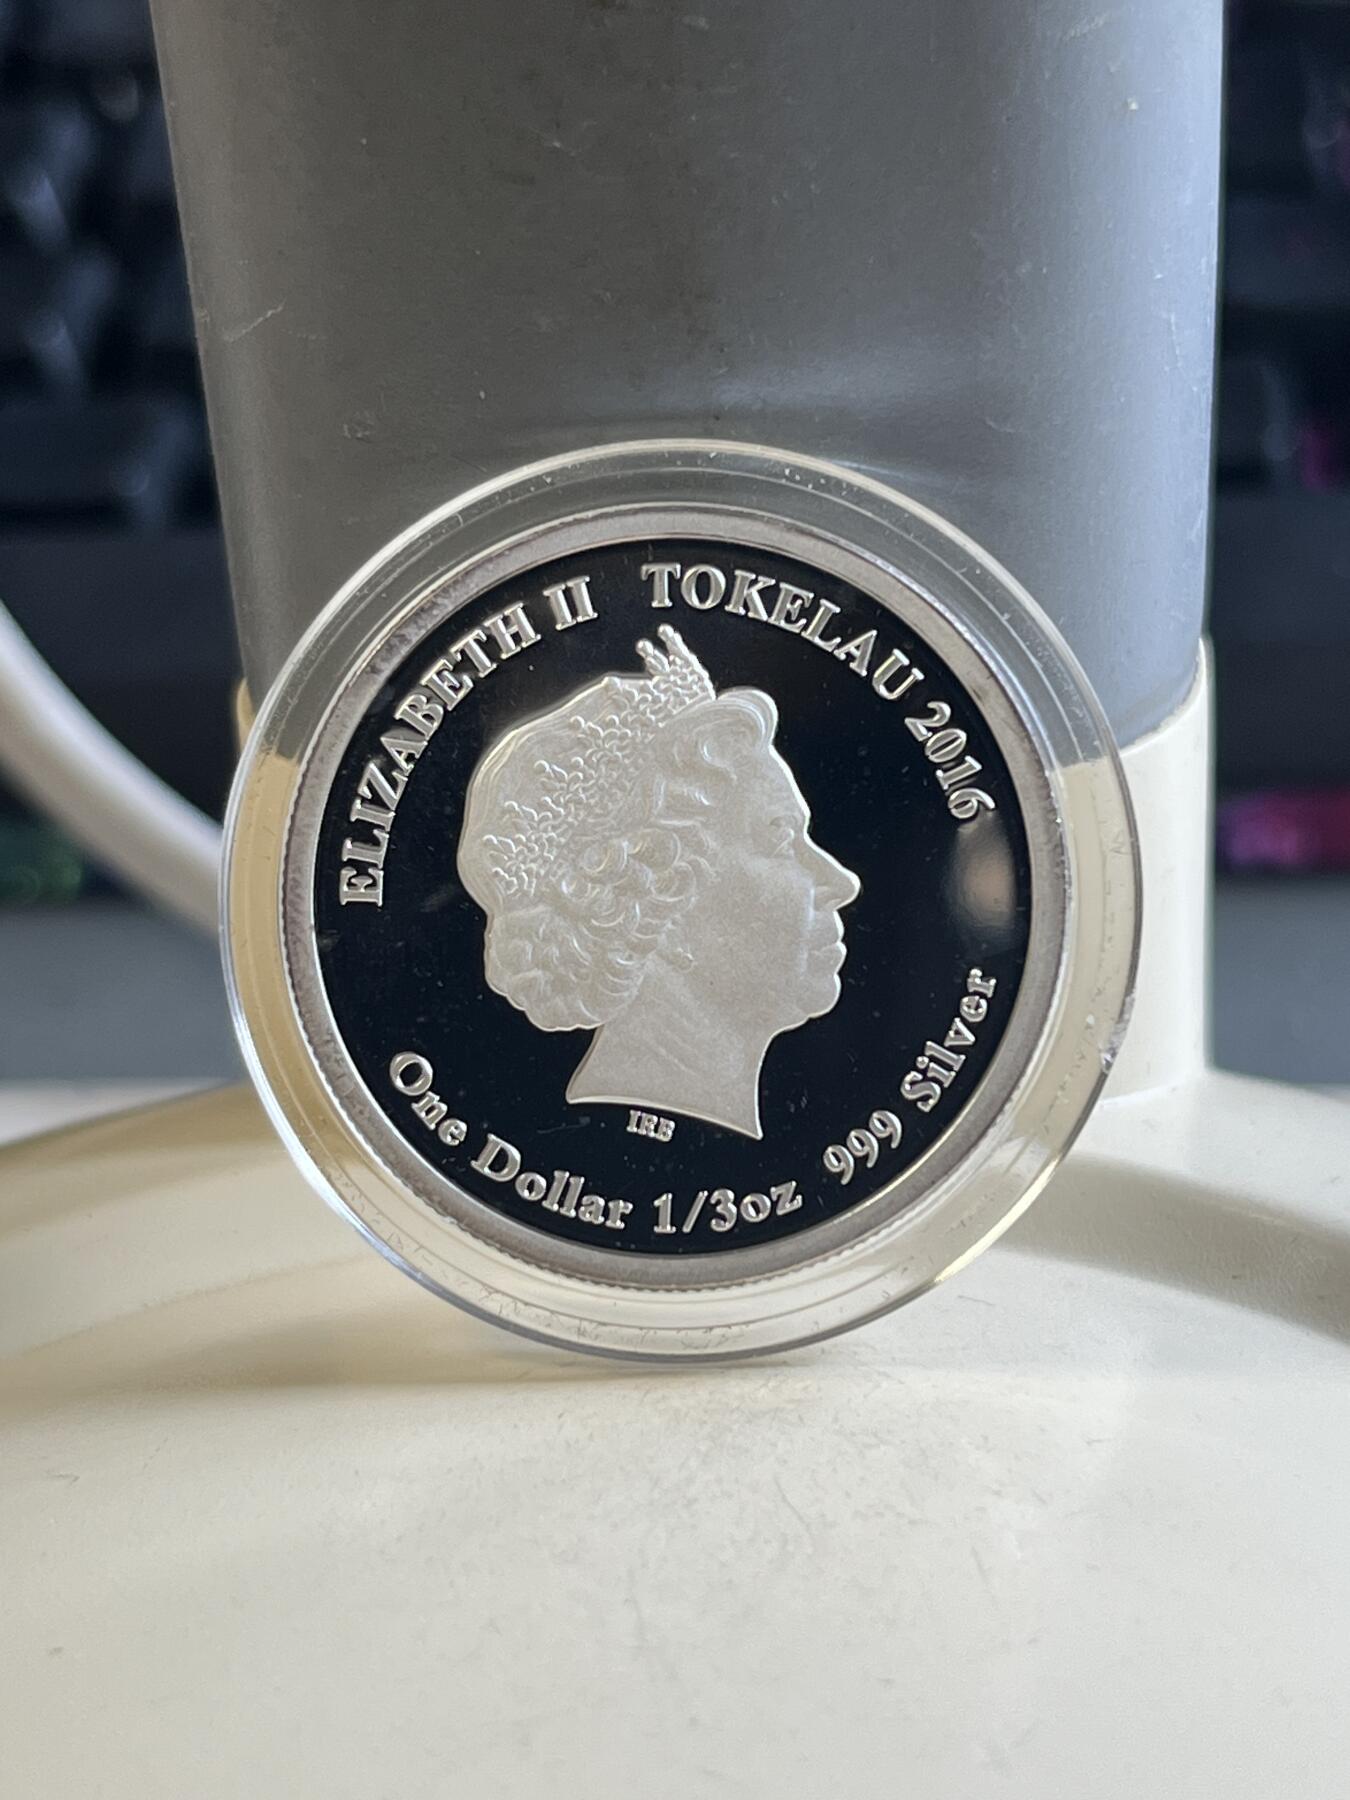 ELIZABETH II TOKELAU 2016
IRB
One Dollar 1/3oz 999 Silver